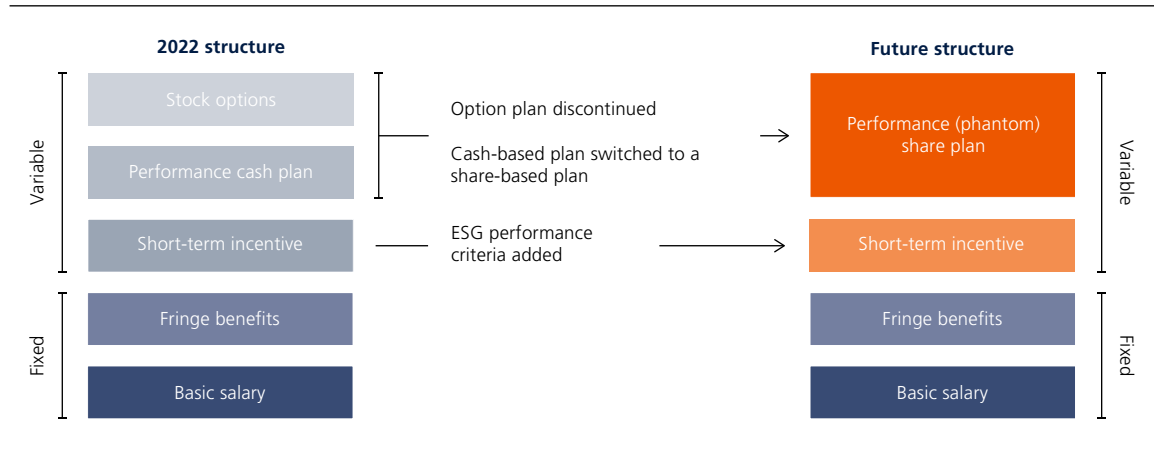 2022 structure
Future structure
Variable
Stock options
Performance cash plan
Short-term incentive
Option plan discontinued
Cash-based plan switched to a
share-based plan
ESG performance
criteria added
Performance (phantom)
share plan
Short-term incentive
Variable
Fixed
Fringe benefits
Basic salary
Fringe benefits
Basic salary
Fixed